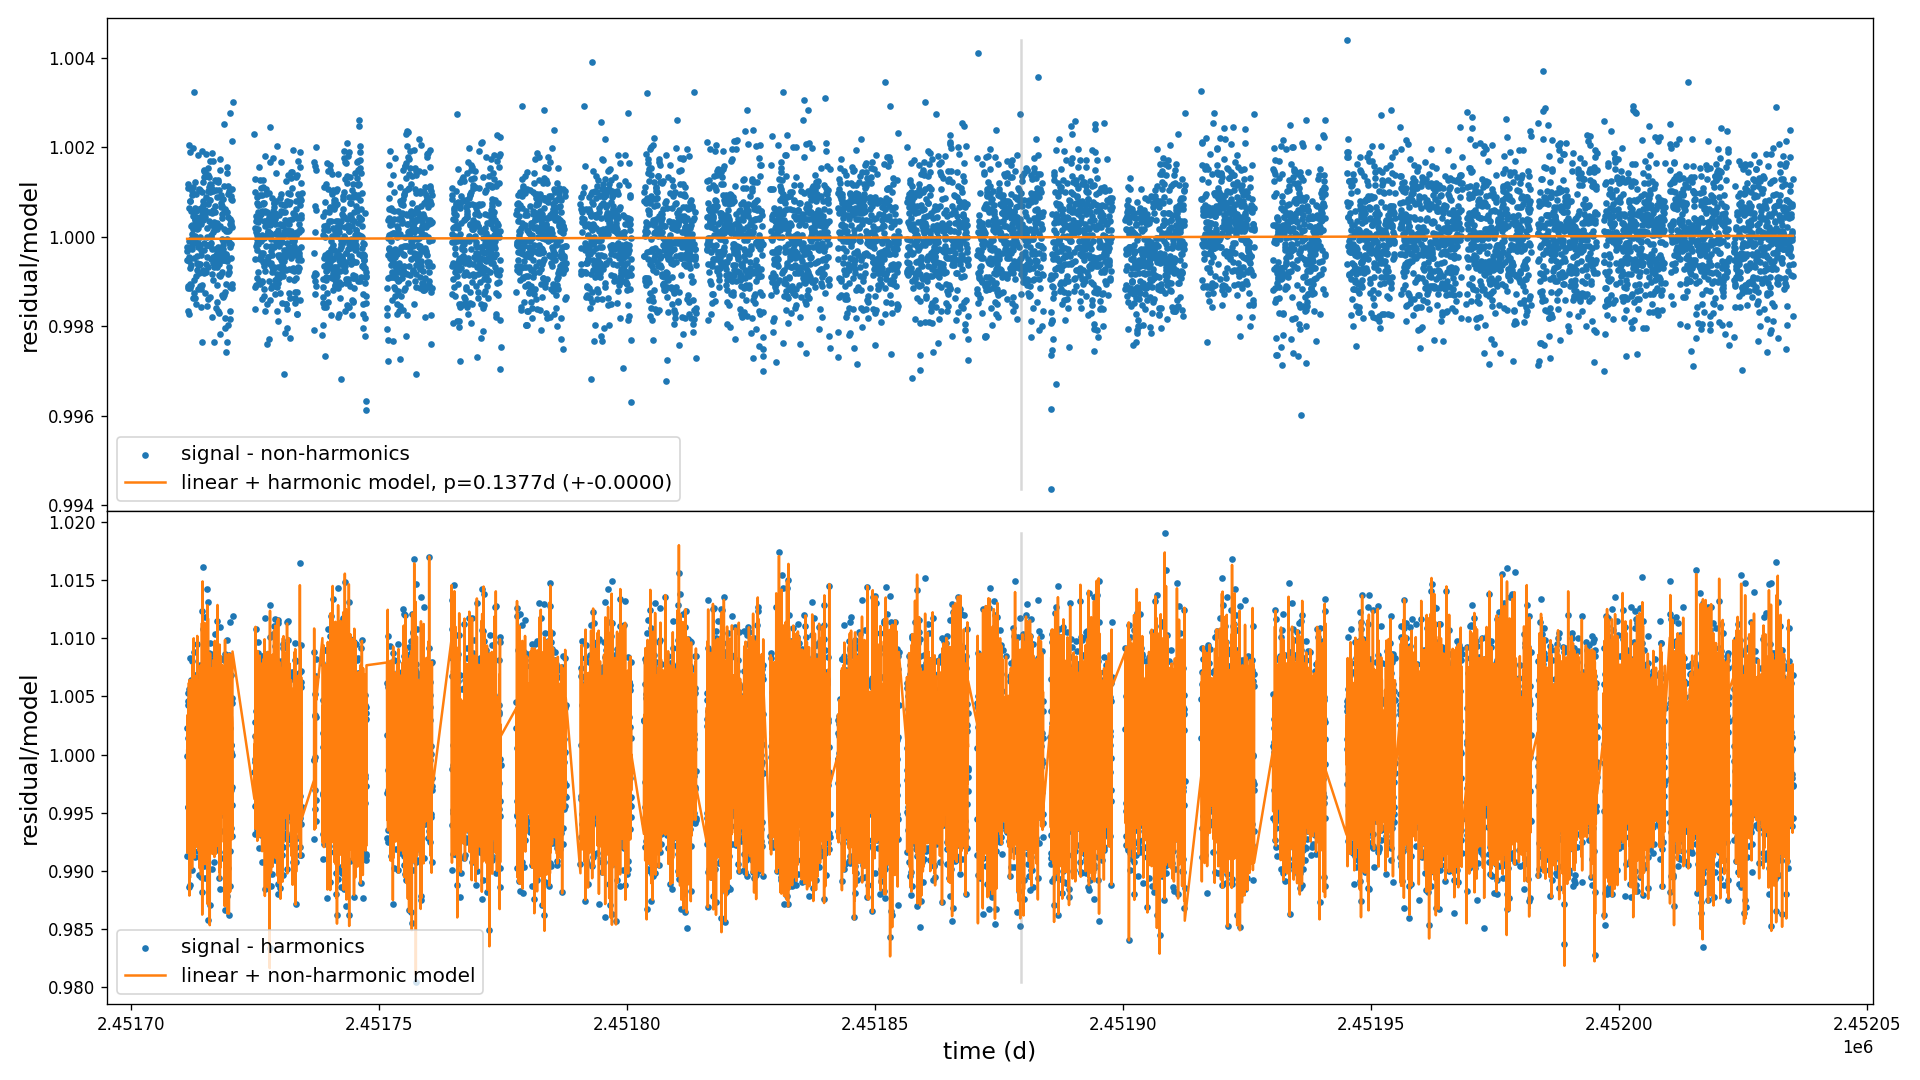 1.004
1.002
1.000
0.998
0.996
0.994
residual/model
signal - non-harmonics
linear + harmonic model, p=0.1377d (+-0.0000)
1.020
1.015
1.010
1.005
1.000
0.995
0.990
0.985
0.980
residual/model
signal - harmonics
linear + non-harmonic model
2.45170
2.45175
2.45180
2.45185
2.45190
2.45195
2.45200
2.45205
1e6
time (d)